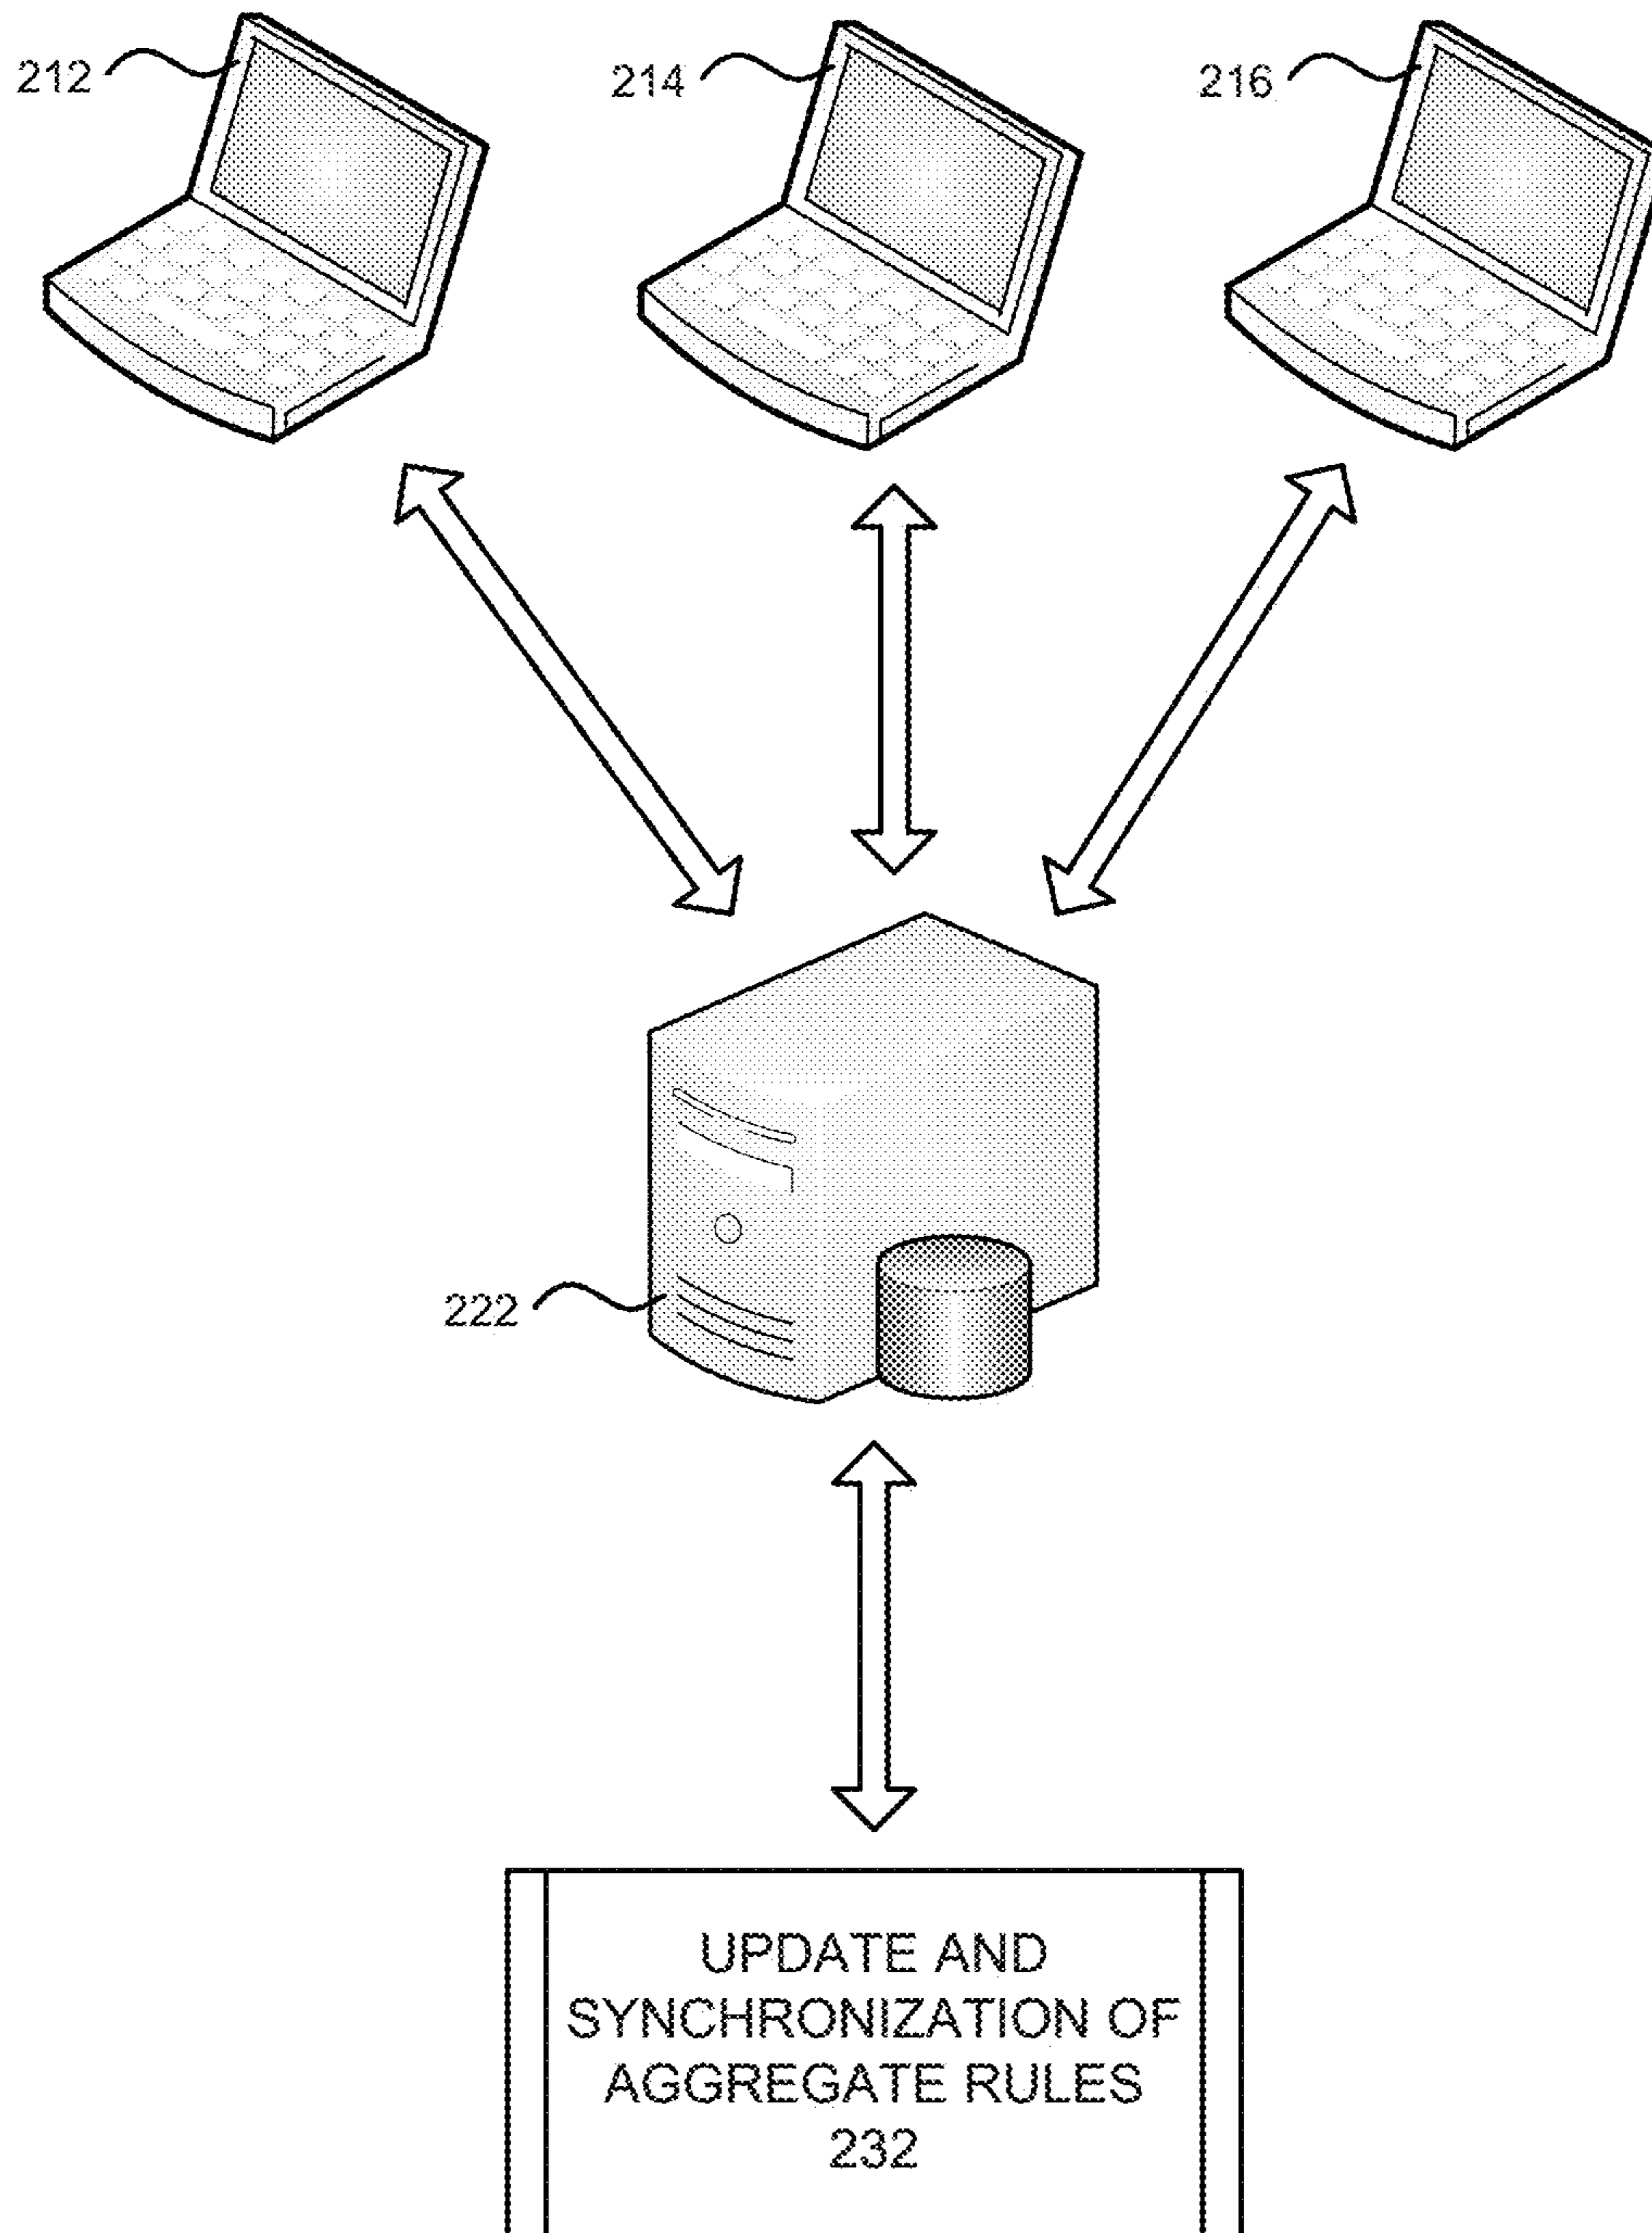 212
214
216
222
UPDATE AND
SYNCHRONIZATION OF
AGGREGATE RULES
232